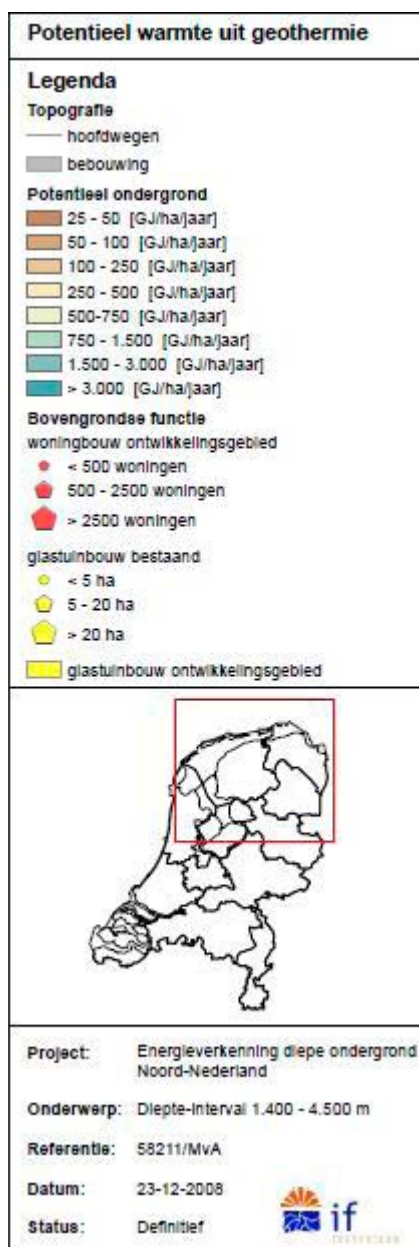 Potentieel warmte uit geothermie
Legenda
Topografie
hoofdwegen
bebouwing
Potentieel ondergrond
25 - 50 [GJ/ha/jaar]
50 - 100 [GJ/ha/jaar]
100 - 250 [GJ/ha/jaar]
250 - 500 [GJ/ha/jaar]
500-750 [GJ/ha/jaar]
750 - 1.500 [GJ/ha/jaar]
1.500 - 3.000 [GJ/ha/jaar]
> 3.000 [GJ/ha/jaar]
Bovengrondse functie
woningbouw ontwikkelingsgebied
< 500 woningen
500 - 2500 woningen
> 2500 woningen
glastuinbouw bestaand
< 5 ha
5 - 20 ha
> 20 ha
glastuinbouw ontwikkelingsgebied
Project: Energieverkenning diepe ondergrond
Noord-Nederland
Onderwerp: Diepte-interval 1.400 - 4.500 m
Referentie: 58211/MvA
Datum: 23-12-2008
Status: Definitief
if